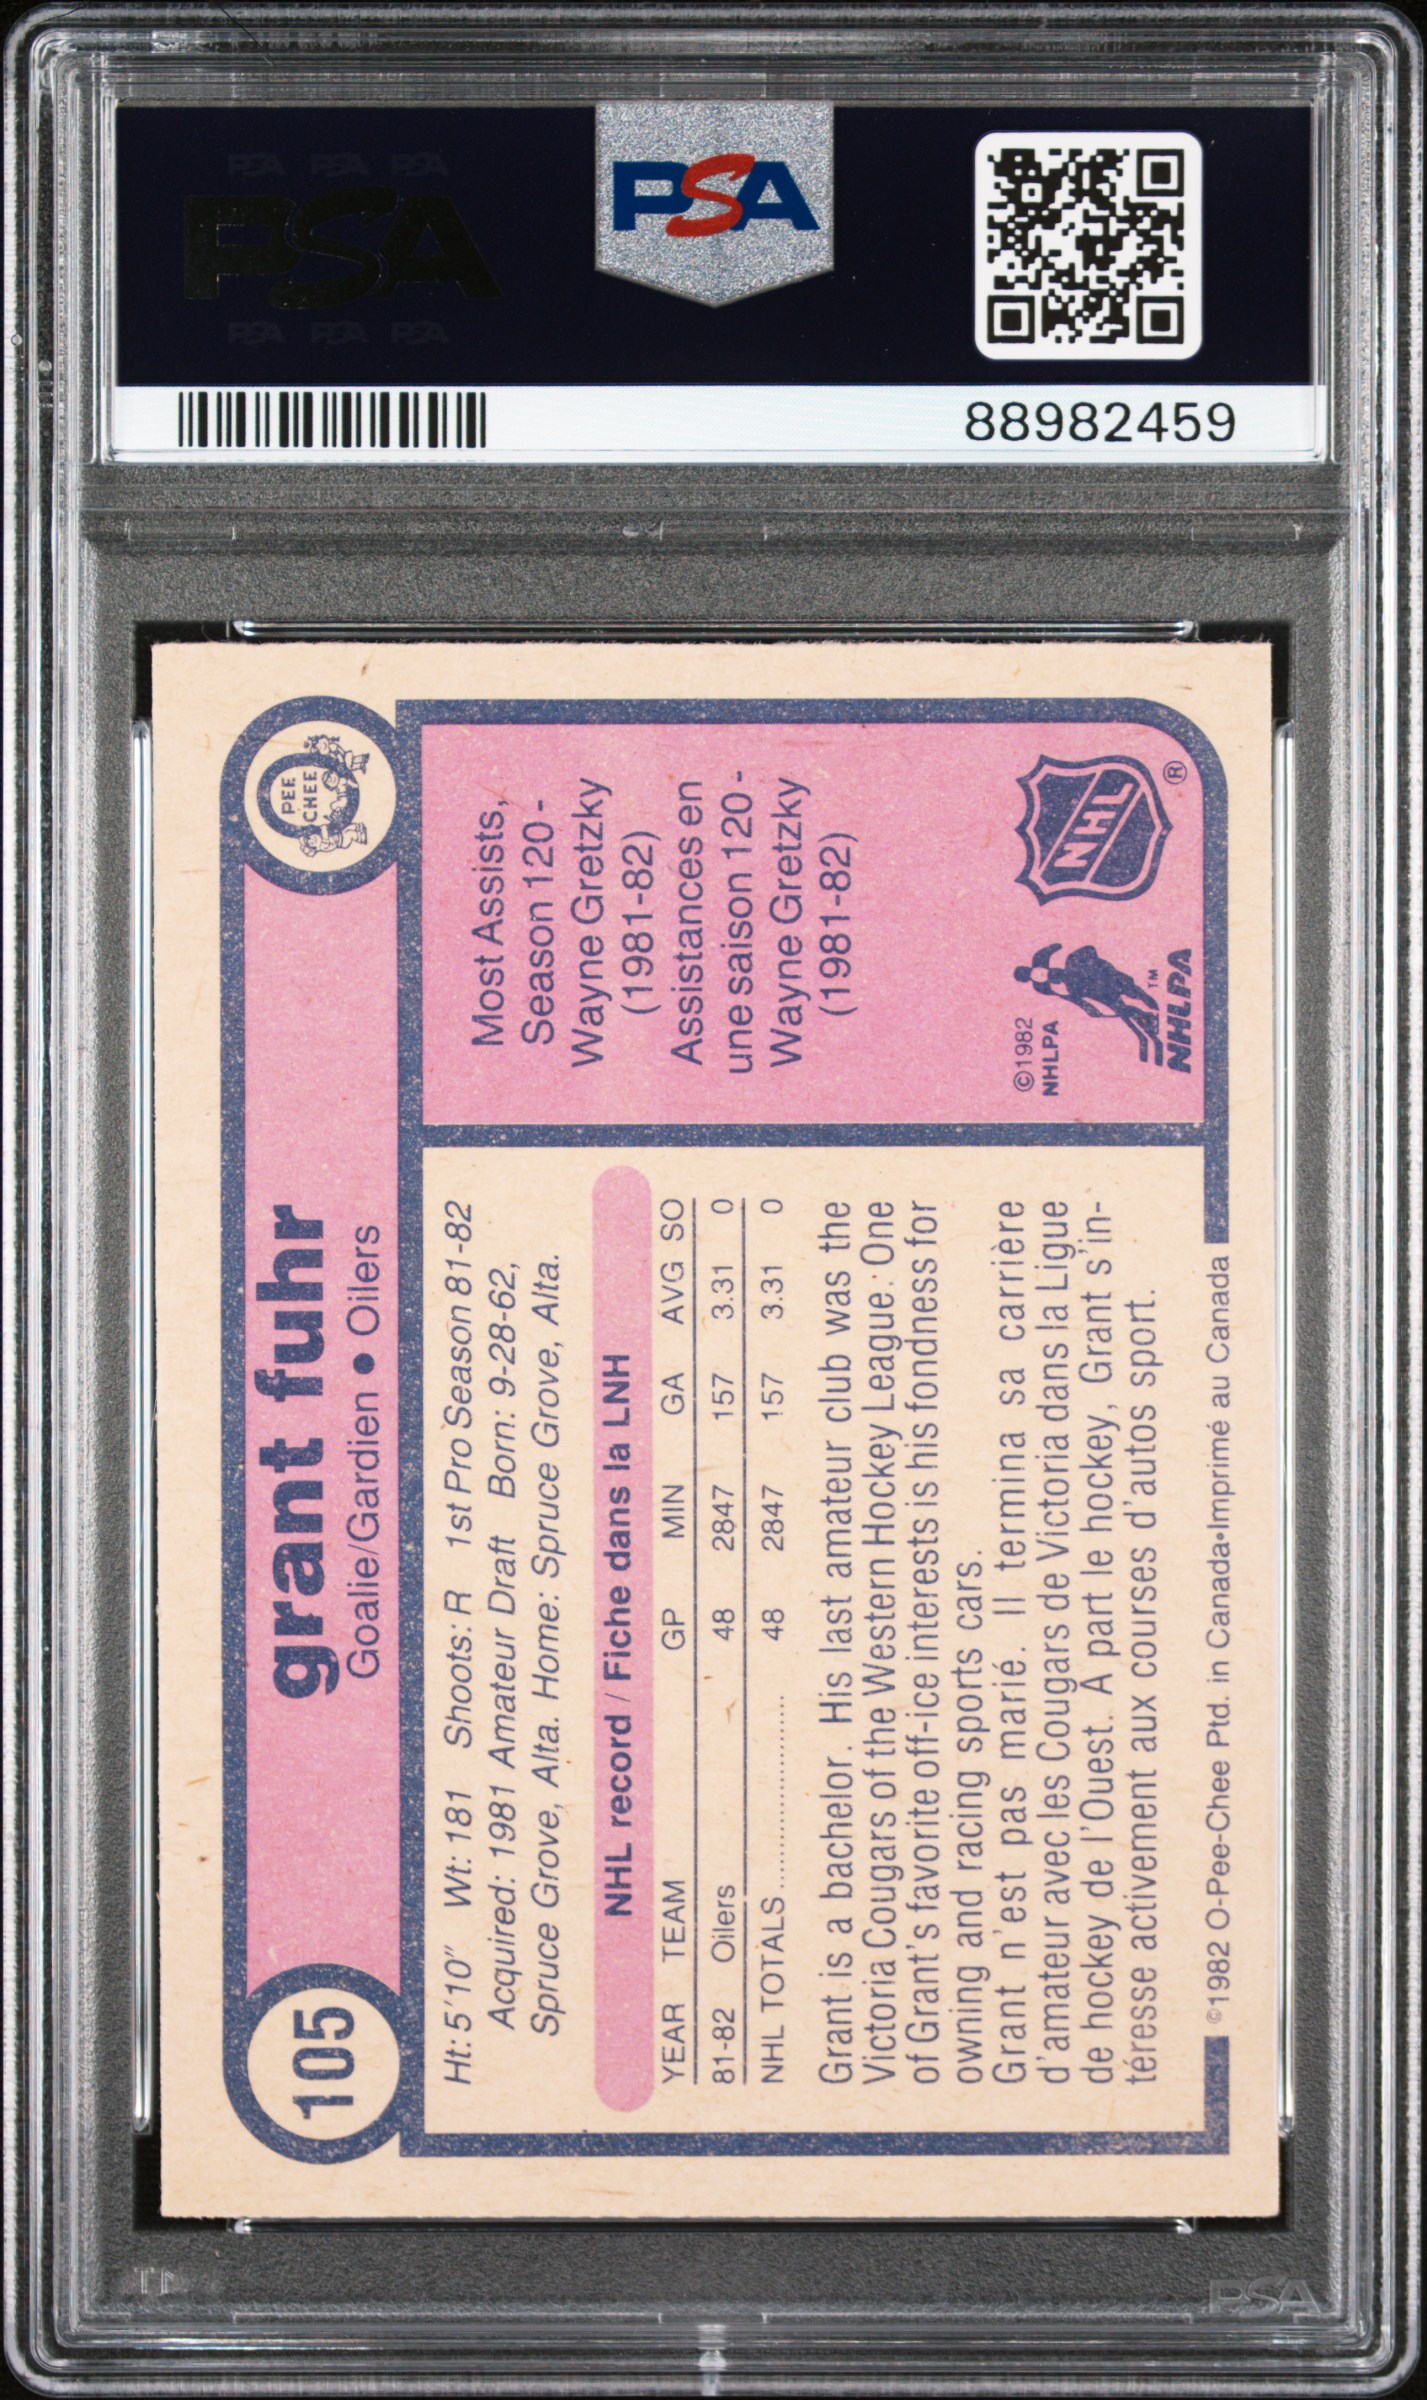 PSA PSA PSA
PSA
PSA PSA PSA
PSA
88982459
105
grant fuhr
Goalie/Gardien • Oilers
PEE
CHEE
Ht: 5'10" Wt: 181 Shoots: R 1st Pro Season 81-82
Acquired: 1981 Amateur Draft Born: 9-28-62,
Spruce Grove, Alta. Home: Spruce Grove, Alta.
NHL record / Fiche dans la LNH
YEAR TEAM GP MIN GA AVG SO
81-82 Oilers 48 2847 157 3.31 0
NHL TOTALS .................. 48 2847 157 3.31 0
Grant is a bachelor. His last amateur club was the
Victoria Cougars of the Western Hockey League. One
of Grant's favorite off-ice interests is his fondness for
owning and racing sports cars.
Grant n'est pas marié. Il termina sa carrière
d'amateur avec les Cougars de Victoria dans la Ligue
de hockey de l'Ouest. A part le hockey, Grant s'in-
téresse activement aux courses d'autos sport.
Most Assists,
Season 120 -
Wayne Gretzky
(1981-82)
Assistances en
une saison 120 -
Wayne Gretzky
(1981-82)
©1982
NHLPA
TM
NHLPA
NHL
®
©1982 O-Pee-Chee Ptd. in Canada•Imprimé au Canada
PSA